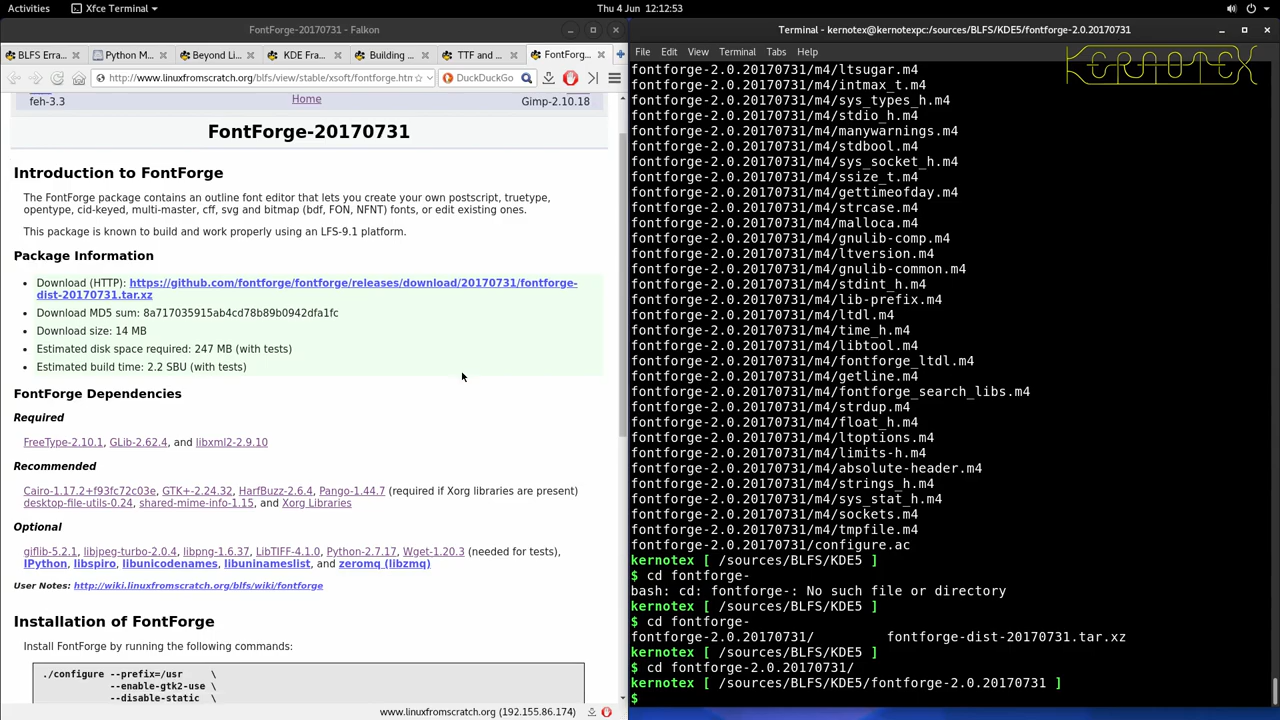 Activities
Xfce Terminal
Thu 4 Jun 12:12:53
FontForge-20170731 - Falkon
BLFS Erra...
Python M...
Beyond Li...
KDE Fra...
Building ...
TTF and ...
FontForg...
http://www.linuxfromscratch.org/blfs/view/stable/xsoft/fontforge.htm
DuckDuckGo
feh-3.3
Home
Gimp-2.10.18
FontForge-20170731
Introduction to FontForge
The FontForge package contains an outline font editor that lets you create your own postscript, truetype,
opentype, cid-keyed, multi-master, cff, svg and bitmap (bdf, FON, NFNT) fonts, or edit existing ones.
This package is known to build and work properly using an LFS-9.1 platform.
Package Information
• Download (HTTP): https://github.com/fontforge/fontforge/releases/download/20170731/fontforge-
dist-20170731.tar.xz
• Download MD5 sum: 8a717035915ab4cd78b89b0942dfa1fc
• Download size: 14 MB
• Estimated disk space required: 247 MB (with tests)
• Estimated build time: 2.2 SBU (with tests)
FontForge Dependencies
Required
FreeType-2.10.1, GLib-2.62.4, and libxml2-2.9.10
Recommended
Cairo-1.17.2+f93fc72c03e, GTK+-2.24.32, HarfBuzz-2.6.4, Pango-1.44.7 (required if Xorg libraries are present)
desktop-file-utils-0.24, shared-mime-info-1.15, and Xorg Libraries
Optional
giflib-5.2.1, libjpeg-turbo-2.0.4, libpng-1.6.37, LibTIFF-4.1.0, Python-2.7.17, Wget-1.20.3 (needed for tests),
IPython, libspiro, libunicodenames, libuninameslist, and zeromq (libzmq)
User Notes: http://wiki.linuxfromscratch.org/blfs/wiki/fontforge
Installation of FontForge
Install FontForge by running the following commands:
./configure --prefix=/usr \
--enable-gtk2-use \
--disable-static \
www.linuxfromscratch.org (192.155.86.174)
Terminal - kernotex@kernotexpc:/sources/BLFS/KDE5/fontforge-2.0.20170731
File Edit View Terminal Tabs Help
KERNOTEX
fontforge-2.0.20170731/m4/ltsugar.m4
fontforge-2.0.20170731/m4/intmax_t.m4
fontforge-2.0.20170731/m4/sys_types_h.m4
fontforge-2.0.20170731/m4/stdio_h.m4
fontforge-2.0.20170731/m4/manywarnings.m4
fontforge-2.0.20170731/m4/stdbool.m4
fontforge-2.0.20170731/m4/sys_socket_h.m4
fontforge-2.0.20170731/m4/ssize_t.m4
fontforge-2.0.20170731/m4/gettimeofday.m4
fontforge-2.0.20170731/m4/strcase.m4
fontforge-2.0.20170731/m4/malloca.m4
fontforge-2.0.20170731/m4/gnulib-comp.m4
fontforge-2.0.20170731/m4/ltversion.m4
fontforge-2.0.20170731/m4/gnulib-common.m4
fontforge-2.0.20170731/m4/stdint_h.m4
fontforge-2.0.20170731/m4/lib-prefix.m4
fontforge-2.0.20170731/m4/ltdl.m4
fontforge-2.0.20170731/m4/time_h.m4
fontforge-2.0.20170731/m4/libtool.m4
fontforge-2.0.20170731/m4/fontforge_ltdl.m4
fontforge-2.0.20170731/m4/getline.m4
fontforge-2.0.20170731/m4/fontforge_search_libs.m4
fontforge-2.0.20170731/m4/strdup.m4
fontforge-2.0.20170731/m4/float_h.m4
fontforge-2.0.20170731/m4/ltoptions.m4
fontforge-2.0.20170731/m4/limits-h.m4
fontforge-2.0.20170731/m4/absolute-header.m4
fontforge-2.0.20170731/m4/strings_h.m4
fontforge-2.0.20170731/m4/sys_stat_h.m4
fontforge-2.0.20170731/m4/sockets.m4
fontforge-2.0.20170731/m4/tmpfile.m4
fontforge-2.0.20170731/configure.ac
kernotex [ /sources/BLFS/KDE5 ]
$ cd fontforge-
bash: cd: fontforge-: No such file or directory
kernotex [ /sources/BLFS/KDE5 ]
$ cd fontforge-
fontforge-2.0.20170731/ fontforge-dist-20170731.tar.xz
kernotex [ /sources/BLFS/KDE5 ]
$ cd fontforge-2.0.20170731/
kernotex [ /sources/BLFS/KDE5/fontforge-2.0.20170731 ]
$